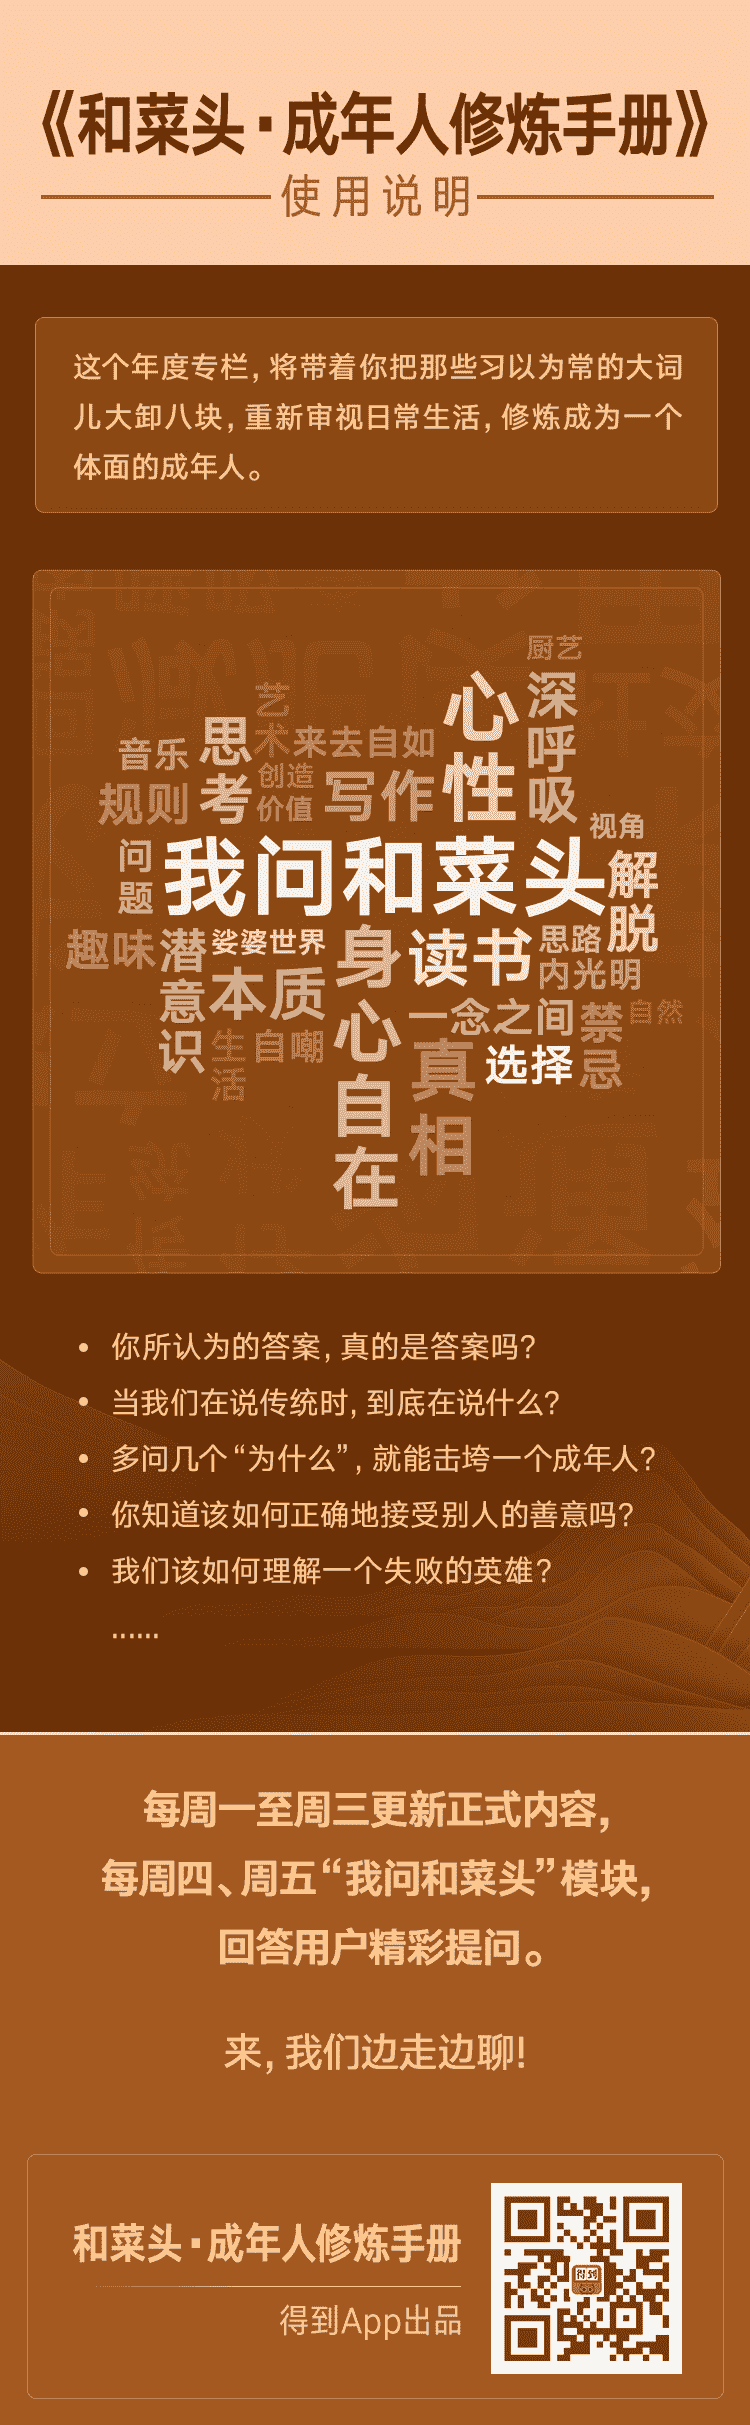 《和菜头·成年人修炼手册》
使用说明
这个年度专栏，将带着你把那些习以为常的大词
儿大卸八块，重新审视日常生活，修炼成为一个
体面的成年人。
厨艺
心性
深呼吸
艺术
思考
来去自如
音乐
创造
价值
写作
规则
视角
问题
我问和菜头
解脱
趣味
潜意识
娑婆世界
身心自在
读书
思路
内光明
本质
一念之间
禁忌
自然
生活
自嘲
真相
选择
• 你所认为的答案，真的是答案吗？
• 当我们在说传统时，到底在说什么？
• 多问几个“为什么”，就能击垮一个成年人？
• 你知道该如何正确地接受别人的善意吗？
• 我们该如何理解一个失败的英雄？
……
每周一至周三更新正式内容，
每周四、周五“我问和菜头”模块，
回答用户精彩提问。
来，我们边走边聊！
和菜头·成年人修炼手册
得到App出品
得到